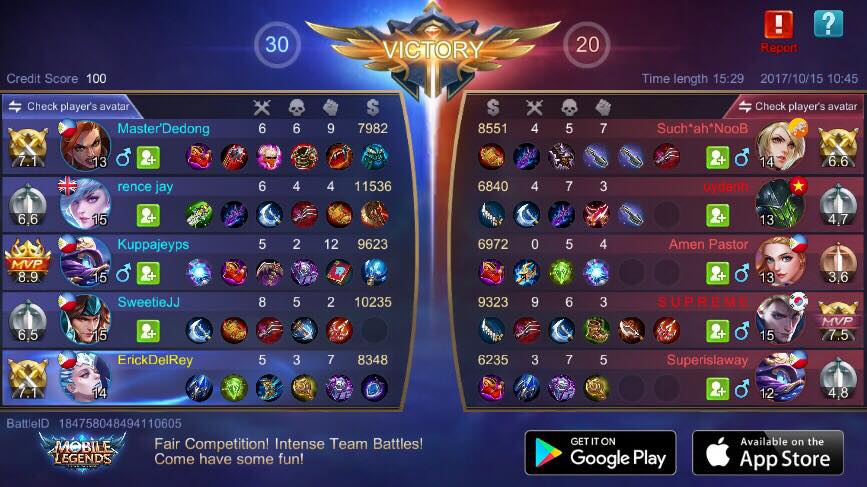 30
VICTORY
20
Report
?
Credit Score 100
Time length 15:29 2017/10/15 10:45
Check player's avatar
$
$
Check player's avatar
7.1 13 Master'Dedong 6 6 9 7982
8551 4 5 7 Such*ah*NooB 14 6.6
6,6 15 rence jay 6 4 4 11536
6840 4 7 3 uydanh 13 4,7
MVP 8.9 15 Kuppajeyps 5 2 12 9623
6972 0 5 4 Amen Pastor 13 3,6
6,5 15 SweetieJJ 8 5 2 10235
9323 9 6 3 S U P R E M E 15 MVP 7.5
7.1 14 ErickDelRey 5 3 7 8348
6235 3 7 5 Superislaway 12 4,8
BattleID 184758048494110605
MOBILE
LEGENDS
Fair Competition! Intense Team Battles!
Come have some fun!
GET IT ON
Google Play
Available on the
App Store